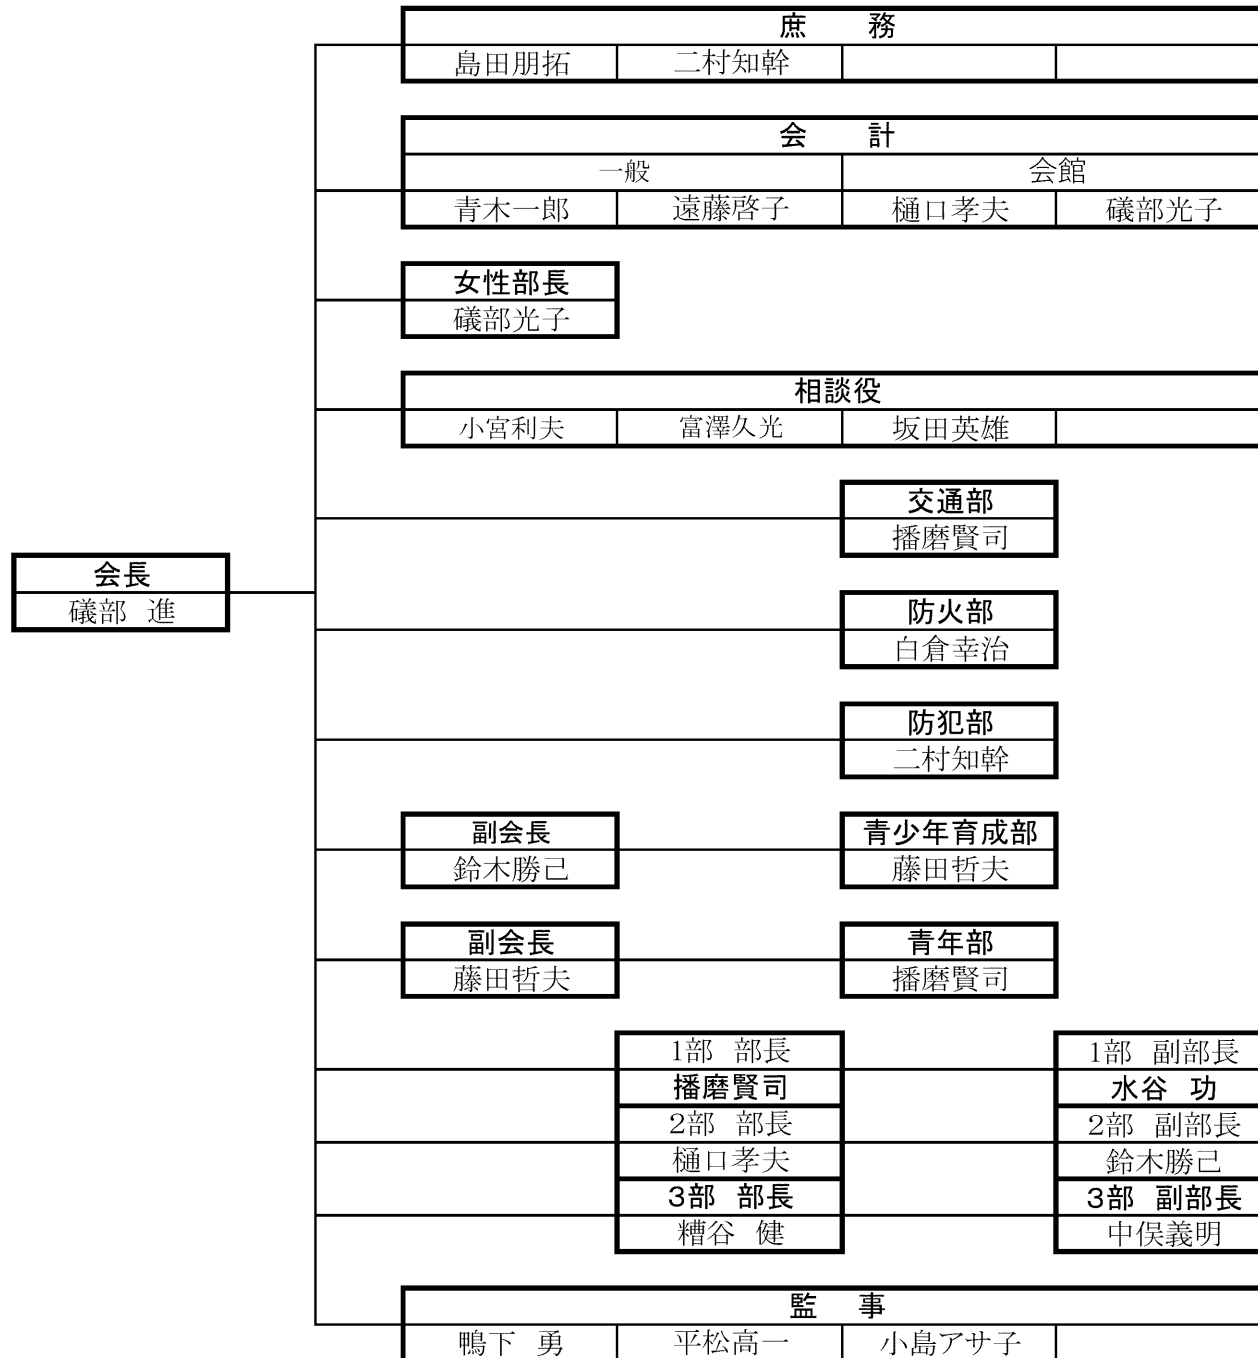 庶　務
島田朋拓 二村知幹
会　計
一般 会館
青木一郎 遠藤啓子 樋口孝夫 礒部光子
女性部長
礒部光子
相談役
小宮利夫 富澤久光 坂田英雄
交通部
播磨賢司
会長
礒部 進
防火部
白倉幸治
防犯部
二村知幹
副会長 青少年育成部
鈴木勝己 藤田哲夫
副会長 青年部
藤田哲夫 播磨賢司
1部 部長 1部 副部長
播磨賢司 水谷 功
2部 部長 2部 副部長
樋口孝夫 鈴木勝己
3部 部長 3部 副部長
糟谷 健 中俣義明
監　事
鴨下 勇 平松高一 小島アサ子